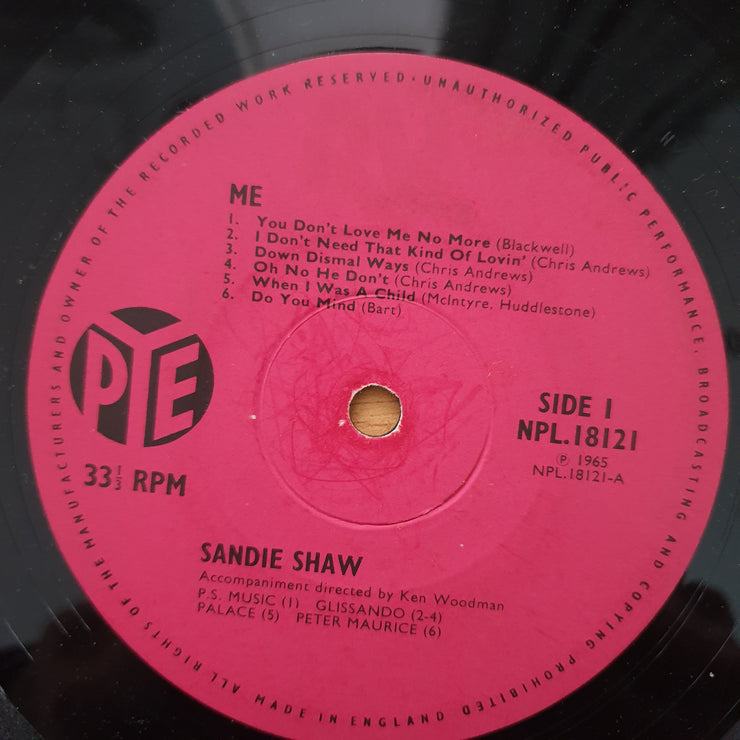 ALL RIGHTS OF THE MANUFACTURERS AND OWNER OF THE RECORDED WORK RESERVED · UNAUTHORIZED PUBLIC PERFORMANCE, BROADCASTING AND COPYING PROHIBITED
ME
1. You Don't Love Me No More (Blackwell)
2. I Don't Need That Kind Of Lovin' (Chris Andrews)
3. Down Dismal Ways (Chris Andrews)
4. Oh No He Don't (Chris Andrews)
5. When I Was A Child (McIntyre, Huddlestone)
6. Do You Mind (Bart)
PYE
33⅓ RPM
SIDE 1
NPL.18121
℗ 1965
NPL.18121-A
SANDIE SHAW
Accompaniment directed by Ken Woodman
P.S. MUSIC (1) GLISSANDO (2-4)
PALACE (5) PETER MAURICE (6)
MADE IN ENGLAND